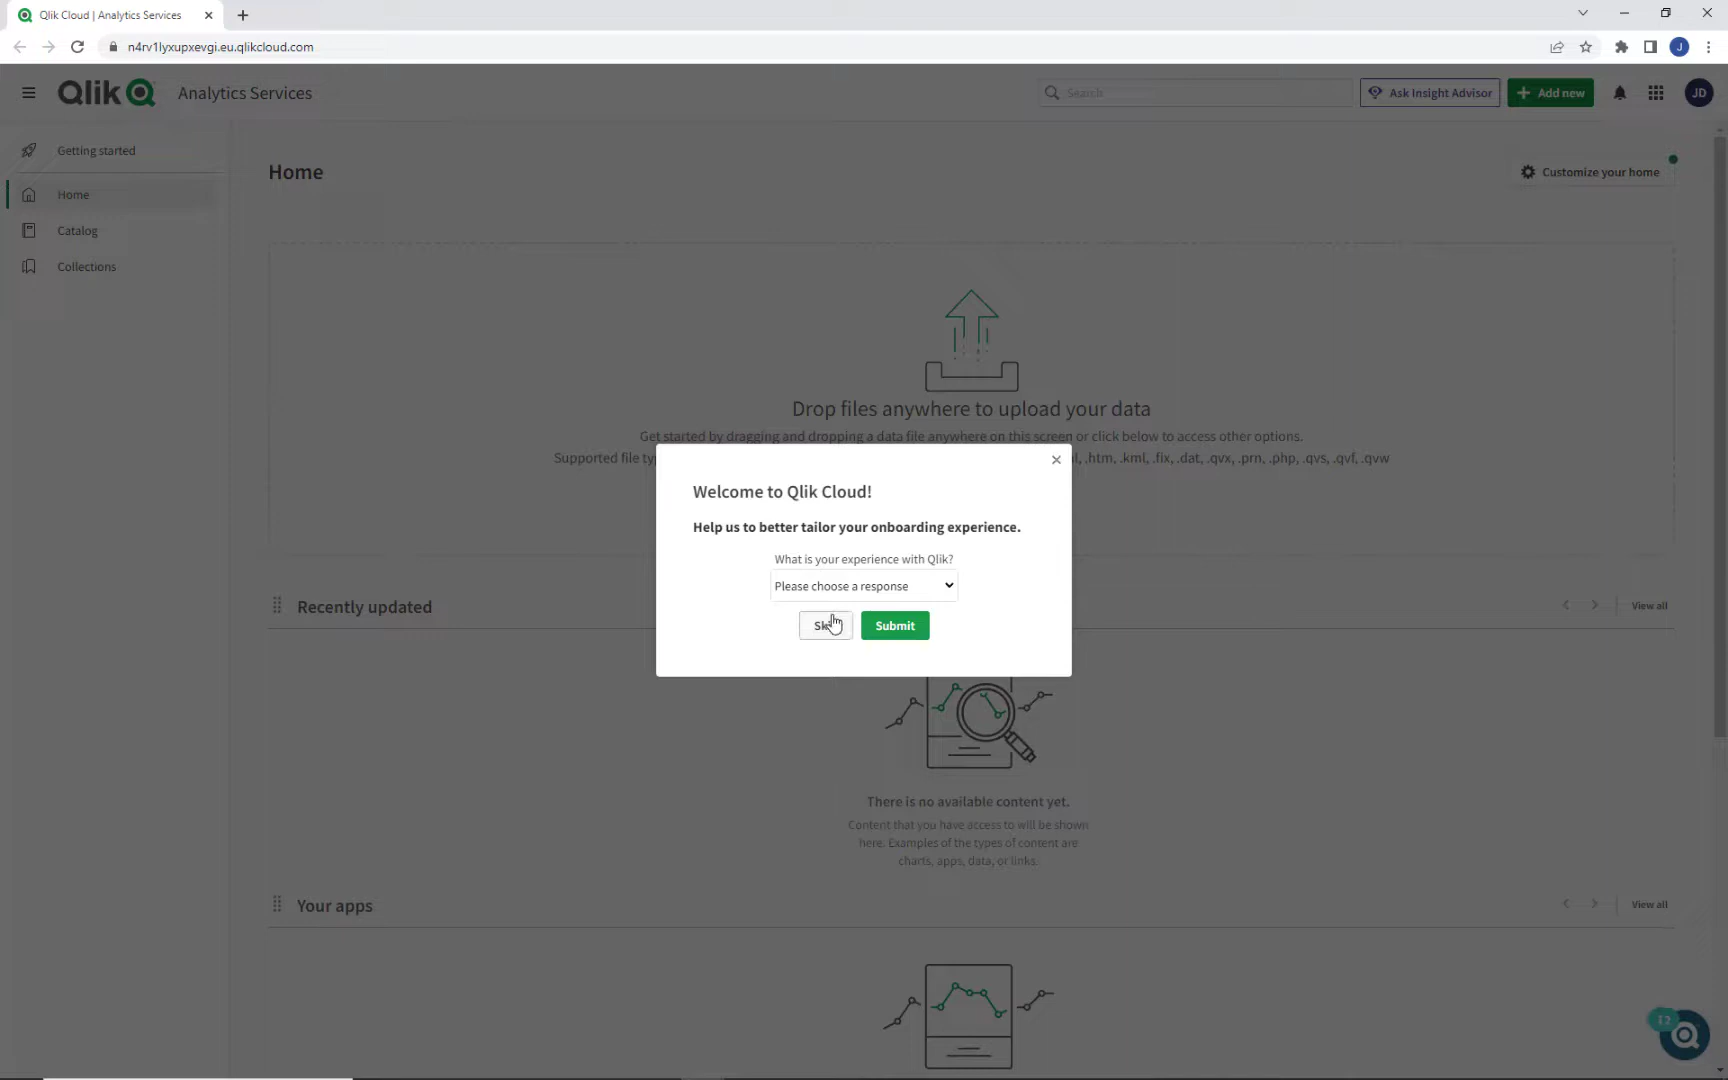 Qlik Cloud | Analytics Services
n4rv1lyxupxevgi.eu.qlikcloud.com
J
Qlik
Analytics Services
Search
Ask Insight Advisor
Add new
JD
Getting started
Home
Catalog
Collections
Home
Customize your home
Drop files anywhere to upload your data
Get started by dragging and dropping a data file anywhere on this screen or click below to access other options.
Supported file .htm, .kml, .fix, .dat, .qvx, .prn, .php, .qvs, .qvf, .qvw
Welcome to Qlik Cloud!
Help us to better tailor your onboarding experience.
What is your experience with Qlik?
Please choose a response
Submit
Recently updated
View all
There is no available content yet.
Content that you have access to will be shown
here. Examples of the types of content are
charts, apps, data, or links.
Your apps
View all
12